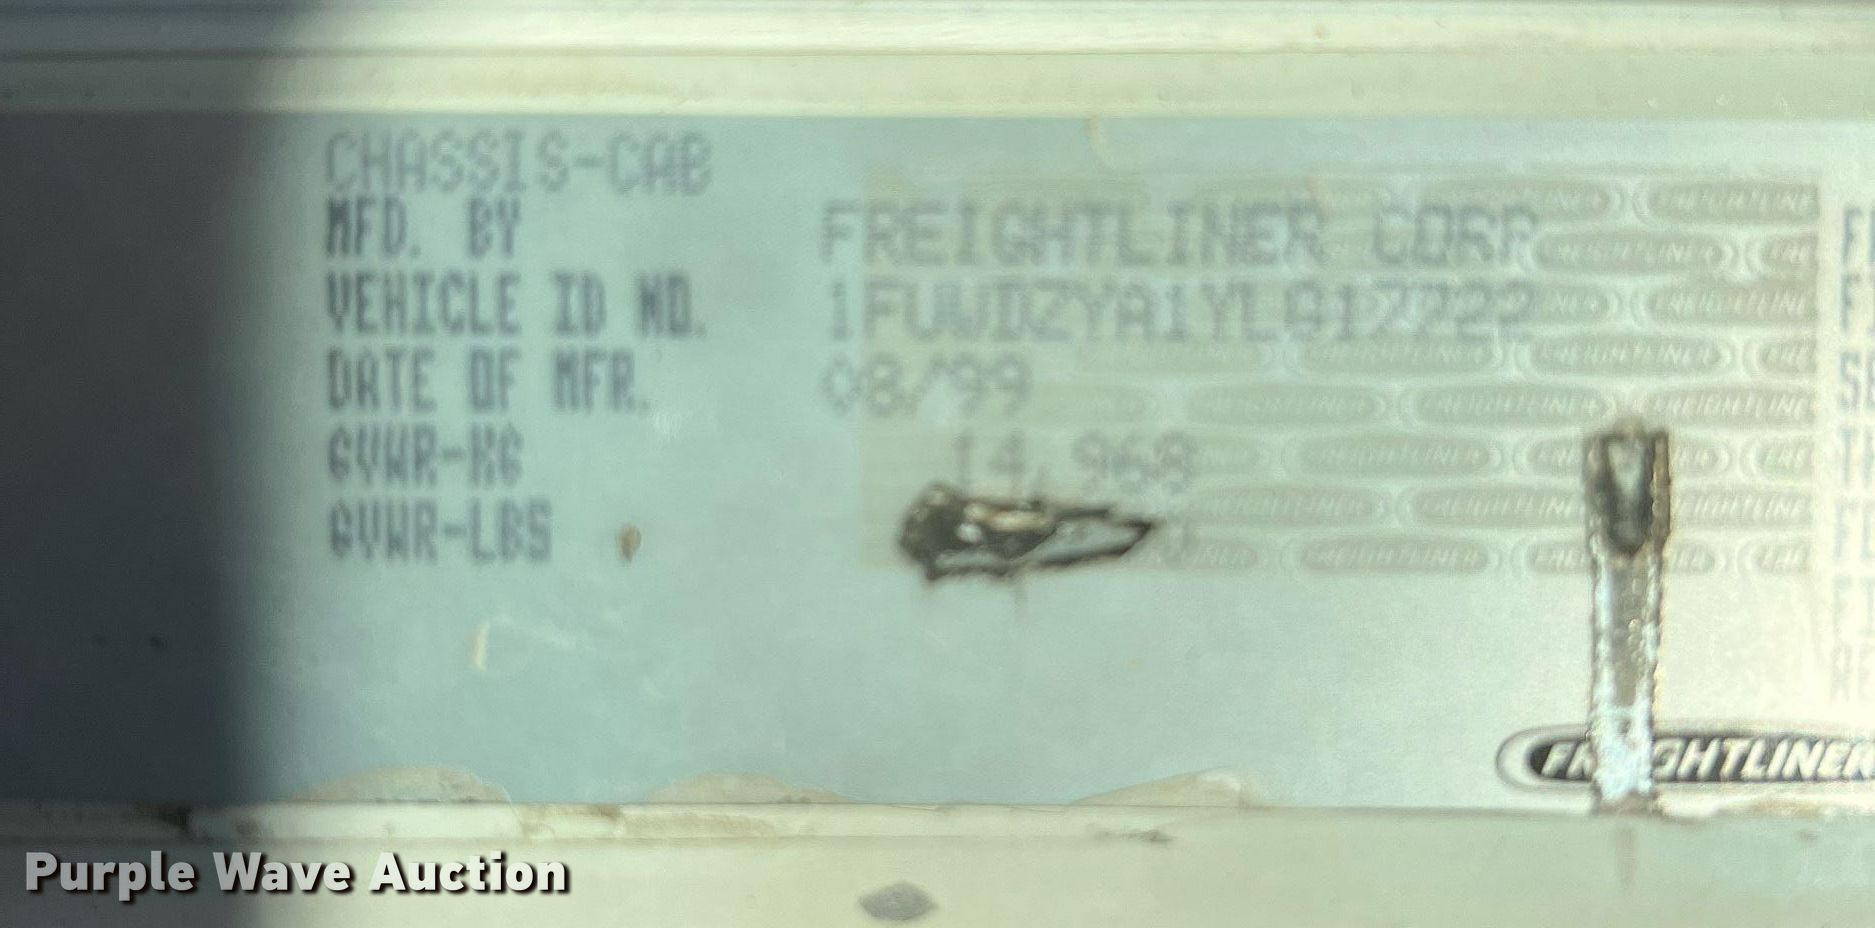 CHASSIS-CAB
MFD. BY FREIGHTLINER CORP
VEHICLE ID NO. 1FUWDZYA1YLB17222
DATE OF MFR. 08/99
GVWR-KG 14,968
GVWR-LBS
FREIGHTLINER
Purple Wave Auction